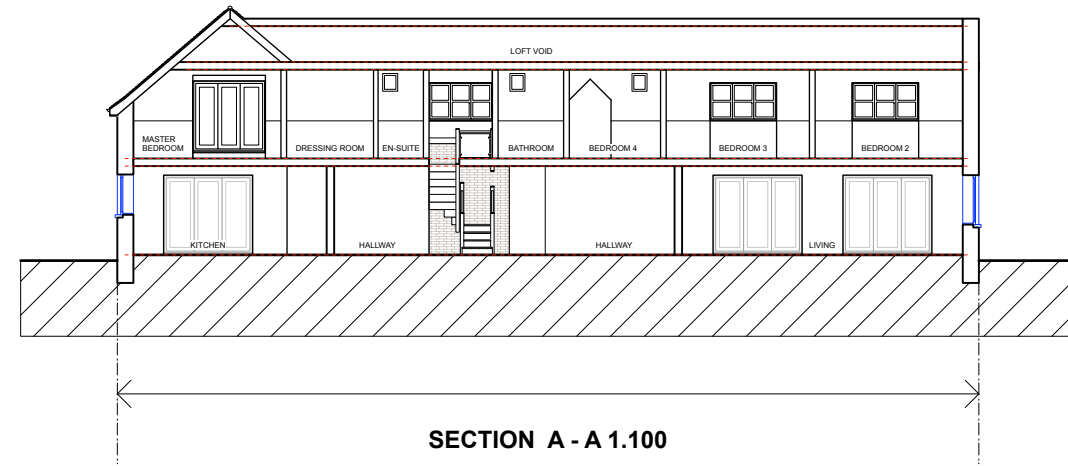 LOFT VOID
MASTER
BEDROOM
DRESSING ROOM
EN-SUITE
BATHROOM
BEDROOM 4
BEDROOM 3
BEDROOM 2
KITCHEN
HALLWAY
HALLWAY
LIVING
SECTION A - A 1.100